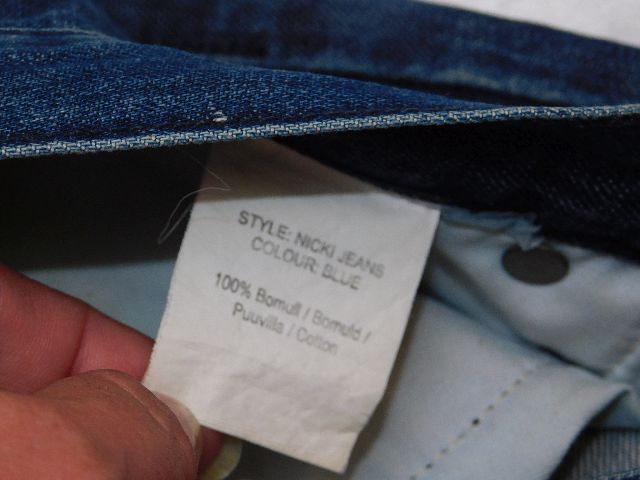 STYLE: NICKI JEANS
COLOUR: BLUE
100% Bomull / Bomuld /
Puuvilla / Cotton